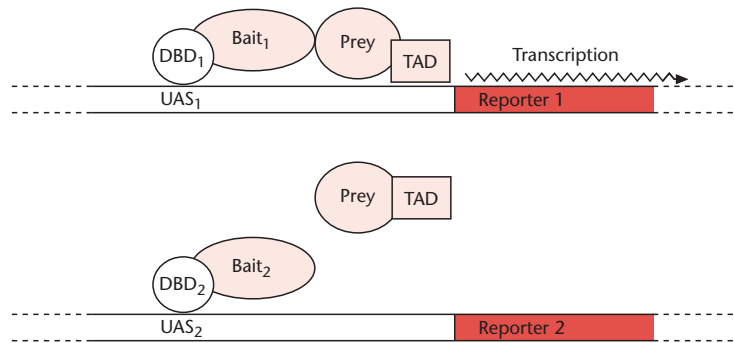 DBD₁ Bait₁ Prey TAD Transcription
UAS₁ Reporter 1
Prey TAD
DBD₂ Bait₂
UAS₂ Reporter 2